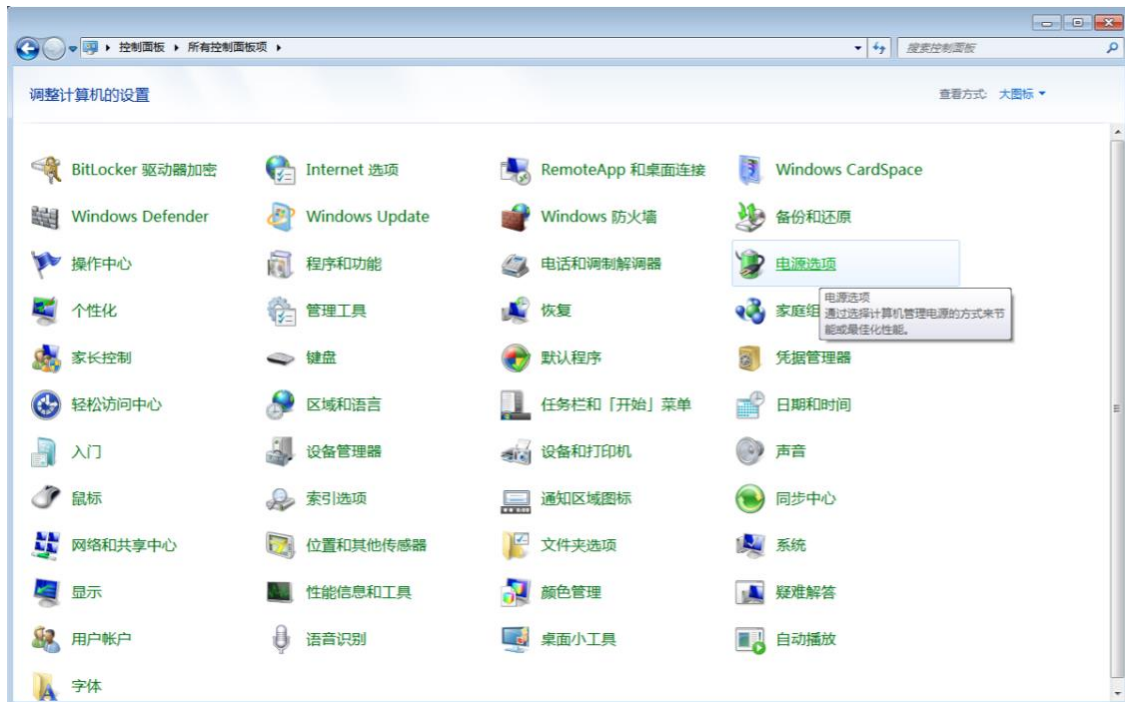 控制面板 ▸ 所有控制面板项 ▸
搜索控制面板
调整计算机的设置
查看方式: 大图标
BitLocker 驱动器加密
Internet 选项
RemoteApp 和桌面连接
Windows CardSpace
Windows Defender
Windows Update
Windows 防火墙
备份和还原
操作中心
程序和功能
电话和调制解调器
电源选项
个性化
管理工具
恢复
家庭组
电源选项
通过选择计算机管理电源的方式来节
能或最佳化性能。
家长控制
键盘
默认程序
凭据管理器
轻松访问中心
区域和语言
任务栏和「开始」菜单
日期和时间
入门
设备管理器
设备和打印机
声音
鼠标
索引选项
通知区域图标
同步中心
网络和共享中心
位置和其他传感器
文件夹选项
系统
显示
性能信息和工具
颜色管理
疑难解答
用户帐户
语音识别
桌面小工具
自动播放
字体